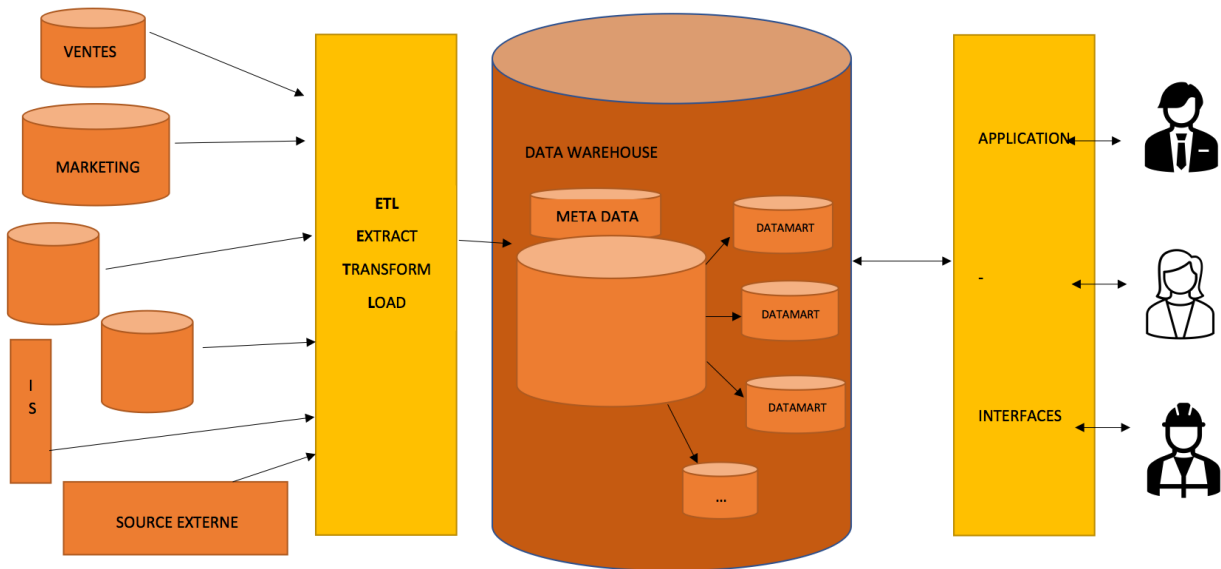 VENTES
MARKETING
I
S
SOURCE EXTERNE
ETL
EXTRACT
TRANSFORM
LOAD
DATA WAREHOUSE
META DATA
DATAMART
DATAMART
DATAMART
...
APPLICATION
-
INTERFACES